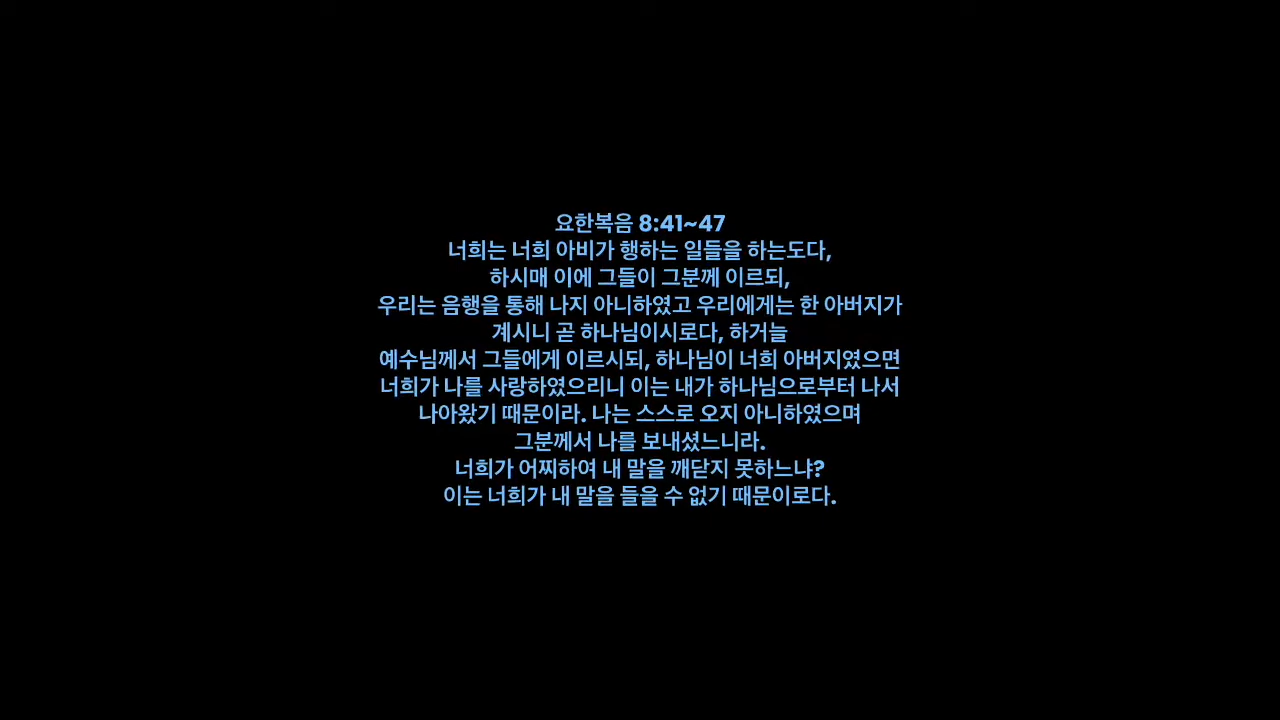 요한복음 8:41~47
너희는 너희 아비가 행하는 일들을 하는도다,
하시매 이에 그들이 그분께 이르되,
우리는 음행을 통해 나지 아니하였고 우리에게는 한 아버지가
계시니 곧 하나님이시로다, 하거늘
예수님께서 그들에게 이르시되, 하나님이 너희 아버지였으면
너희가 나를 사랑하였으리니 이는 내가 하나님으로부터 나서
나아왔기 때문이라. 나는 스스로 오지 아니하였으며
그분께서 나를 보내셨느니라.
너희가 어찌하여 내 말을 깨닫지 못하느냐?
이는 너희가 내 말을 들을 수 없기 때문이로다.